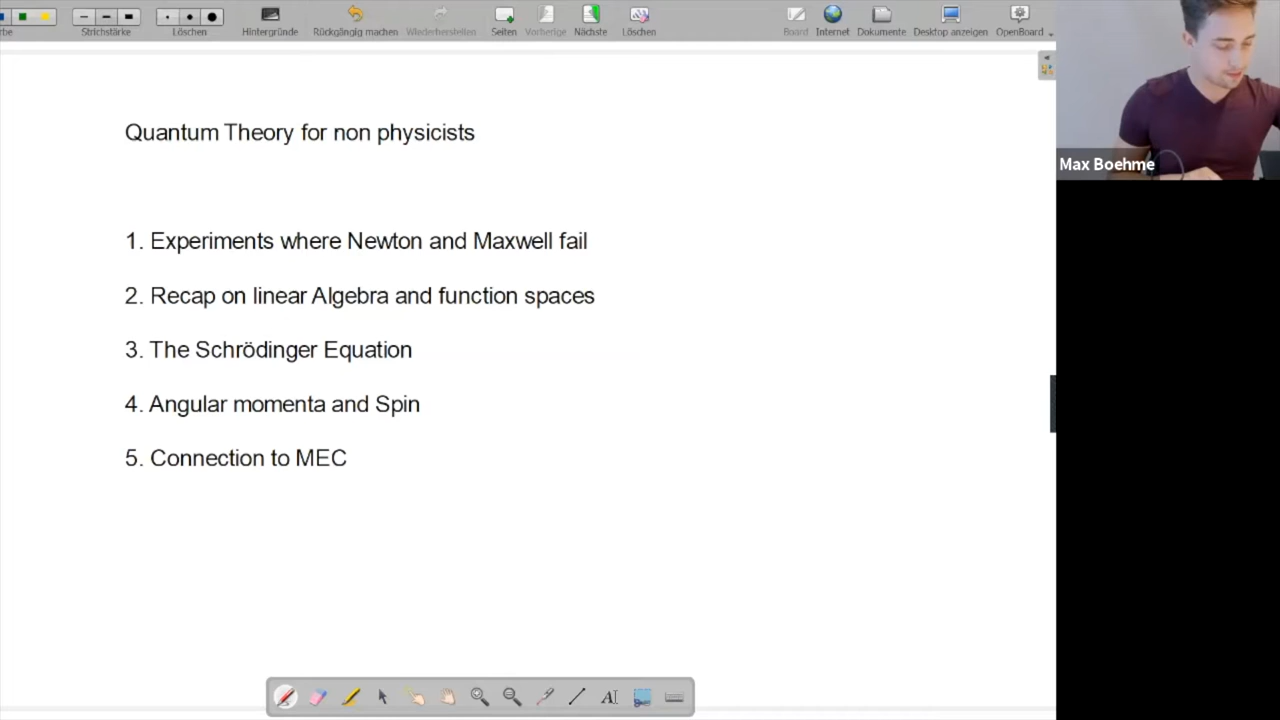 rbe
Strichstärke
Löschen
Hintergründe
Rückgängig machen
Wiederherstellen
Seiten
Vorherige
Nächste
Löschen
Board
Internet
Dokumente
Desktop anzeigen
OpenBoard
Max Boehme
Quantum Theory for non physicists
1. Experiments where Newton and Maxwell fail
2. Recap on linear Algebra and function spaces
3. The Schrödinger Equation
4. Angular momenta and Spin
5. Connection to MEC
AI